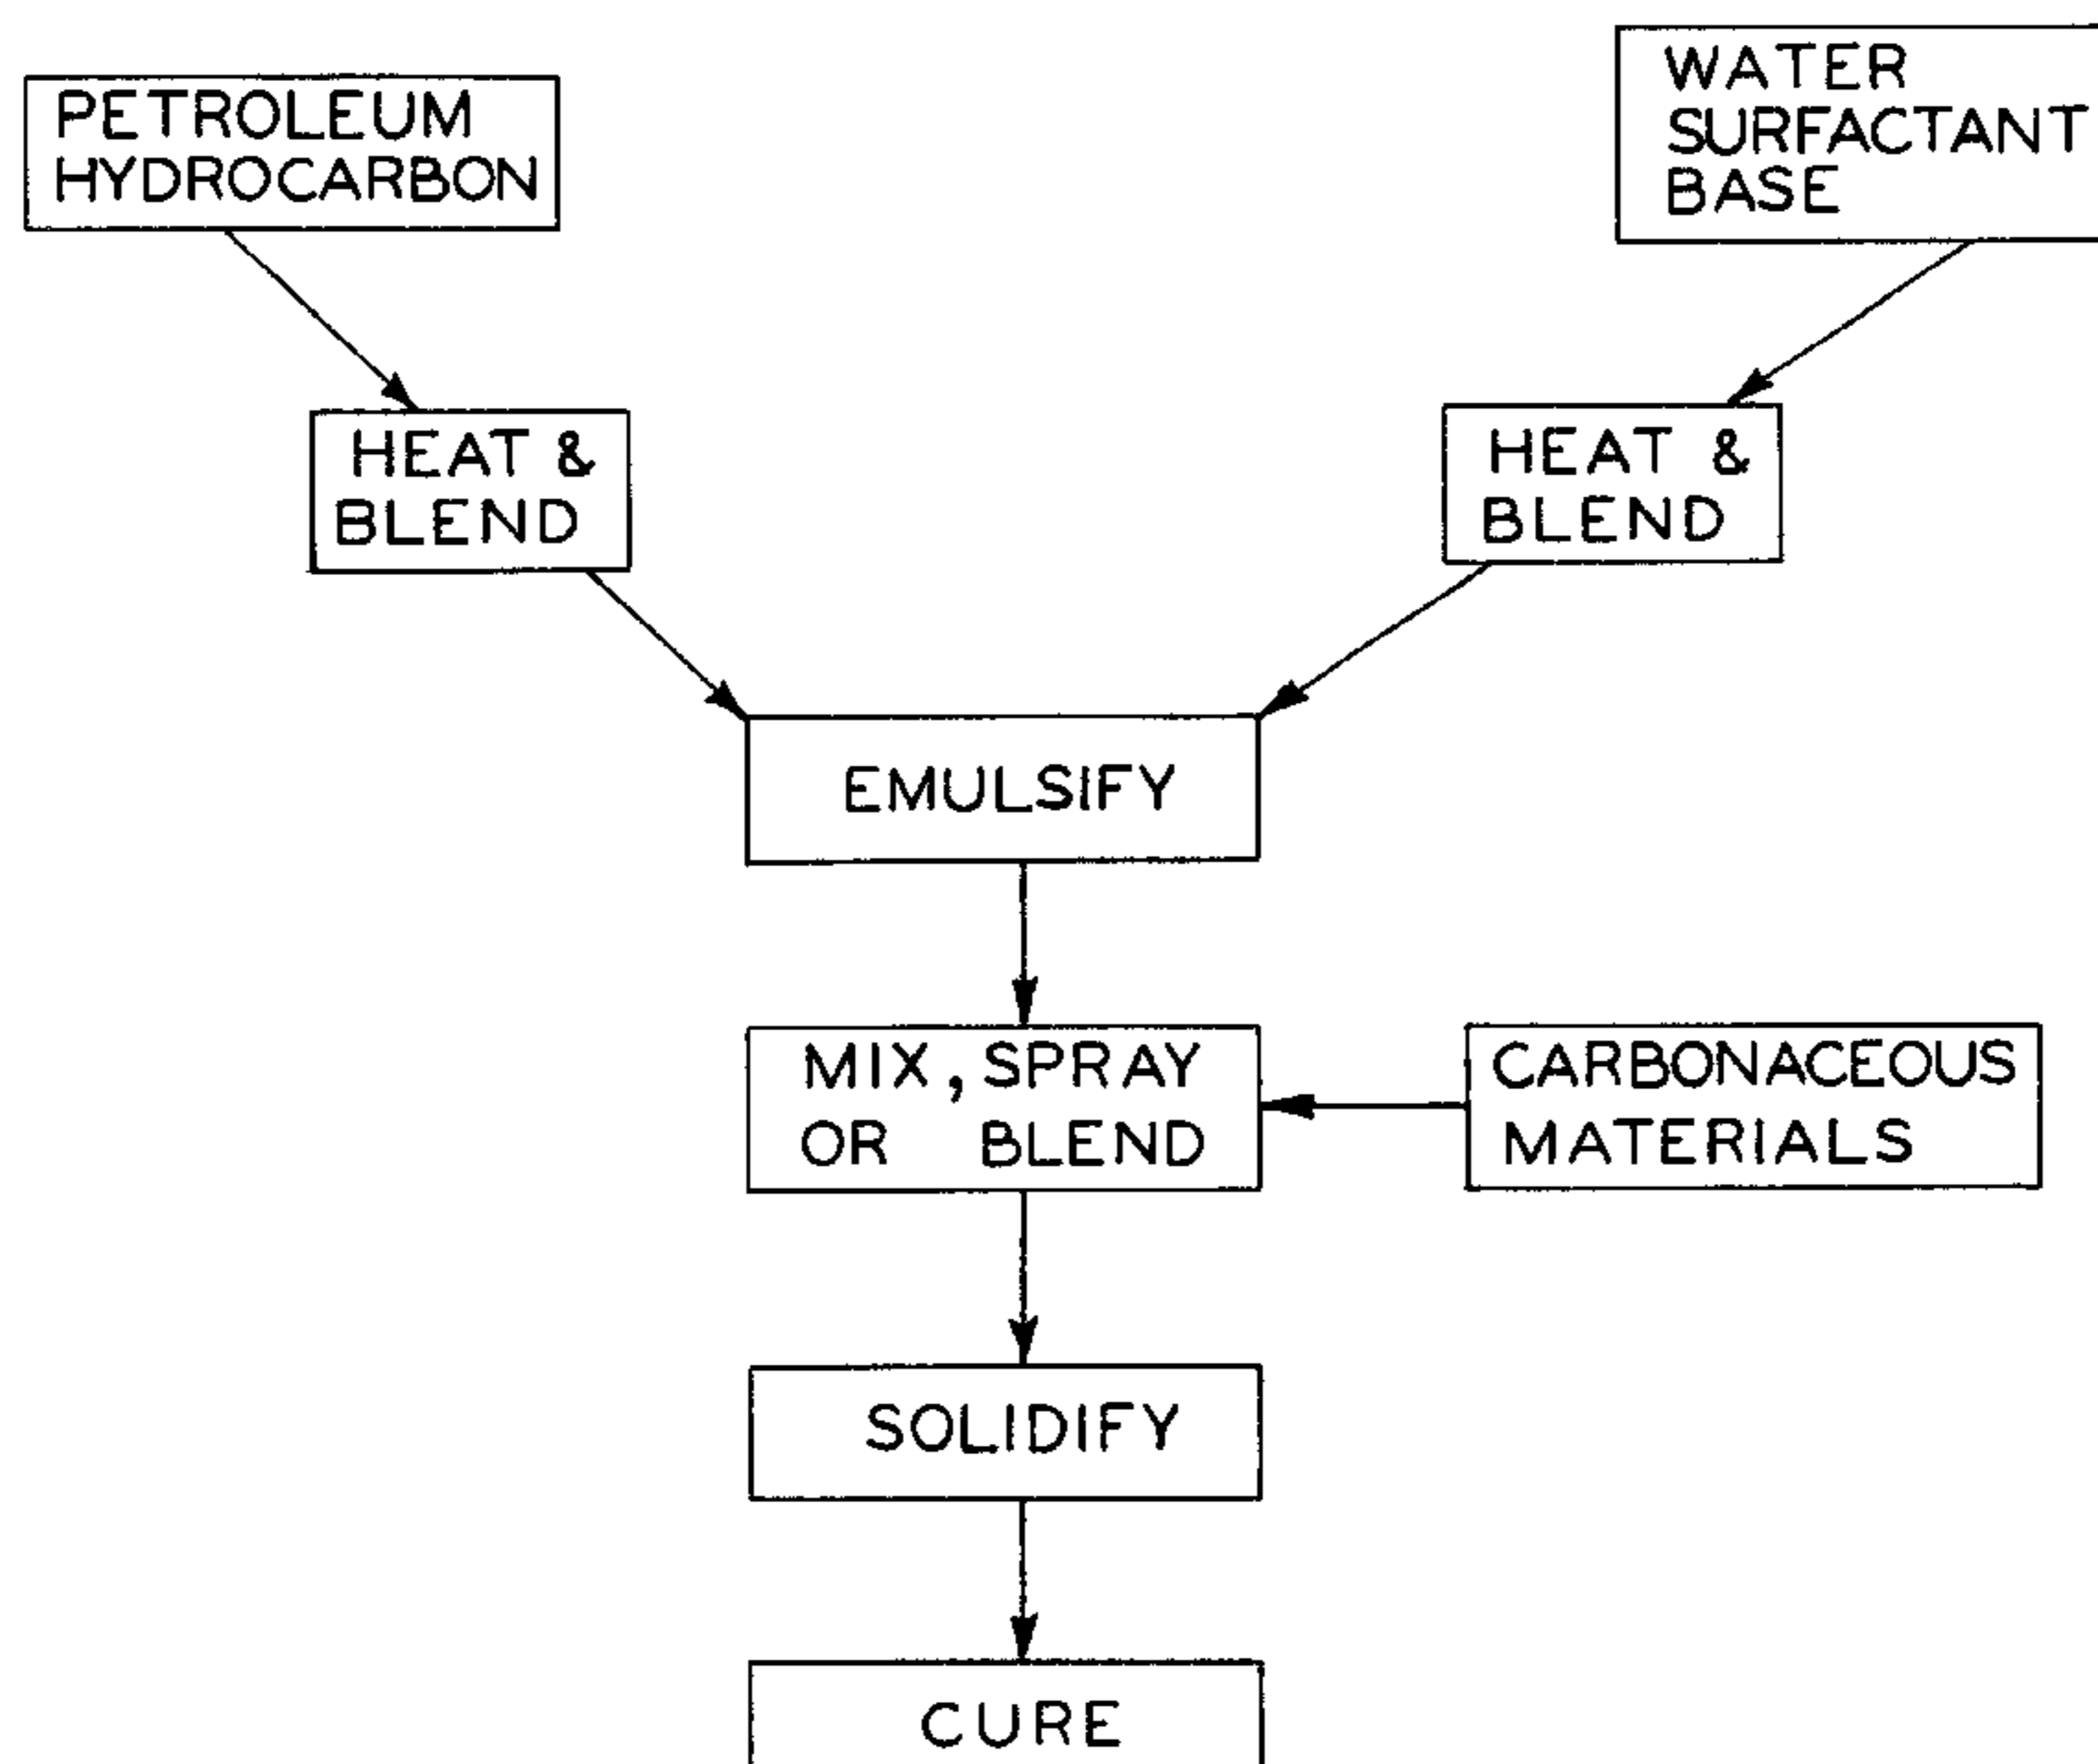 PETROLEUM
HYDROCARBON
WATER
SURFACTANT
BASE
HEAT &
BLEND
HEAT &
BLEND
EMULSIFY
MIX, SPRAY
OR BLEND
CARBONACEOUS
MATERIALS
SOLIDIFY
CURE